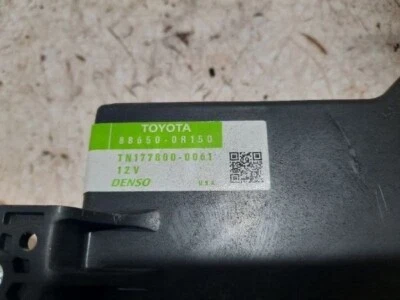 TOYOTA
88650-0R150
TN177800-0061
12V
DENSO U.S.A.